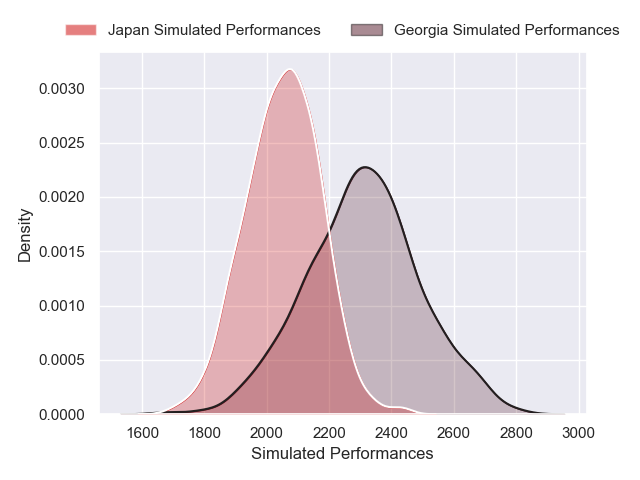 Japan Simulated Performances Georgia Simulated Performances
0.0030
0.0025
0.0020
0.0015
0.0010
0.0005
0.0000
Density
1600 1800 2000 2200 2400 2600 2800 3000
Simulated Performances